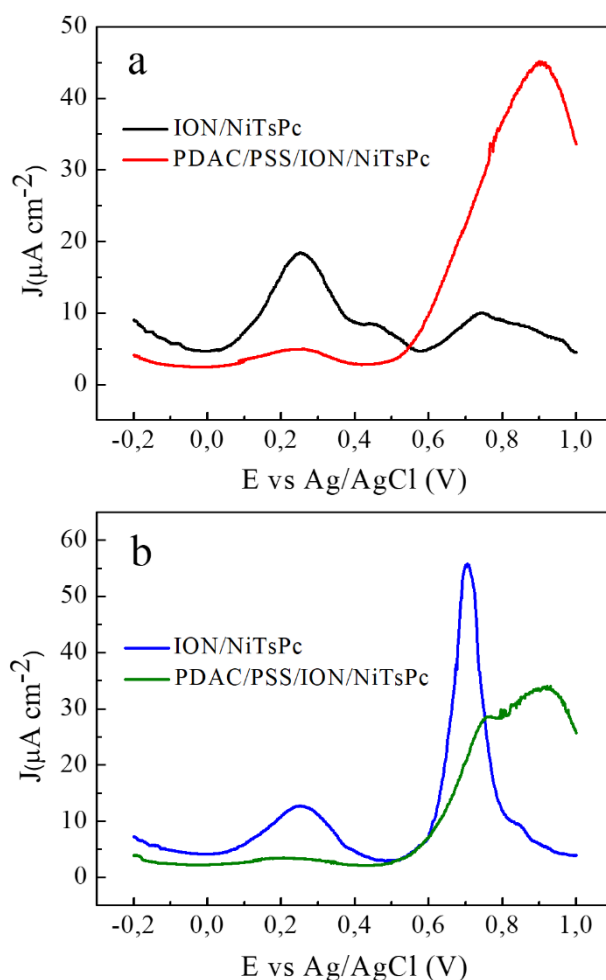 50
a
40
ION/NiTsPc
PDAC/PSS/ION/NiTsPc
30
20
10
0
J(µA cm-2)
-0,2 0,0 0,2 0,4 0,6 0,8 1,0
E vs Ag/AgCl (V)
60
b
50
40
ION/NiTsPc
PDAC/PSS/ION/NiTsPc
30
20
10
0
J(µA cm-2)
-0,2 0,0 0,2 0,4 0,6 0,8 1,0
E vs Ag/AgCl (V)